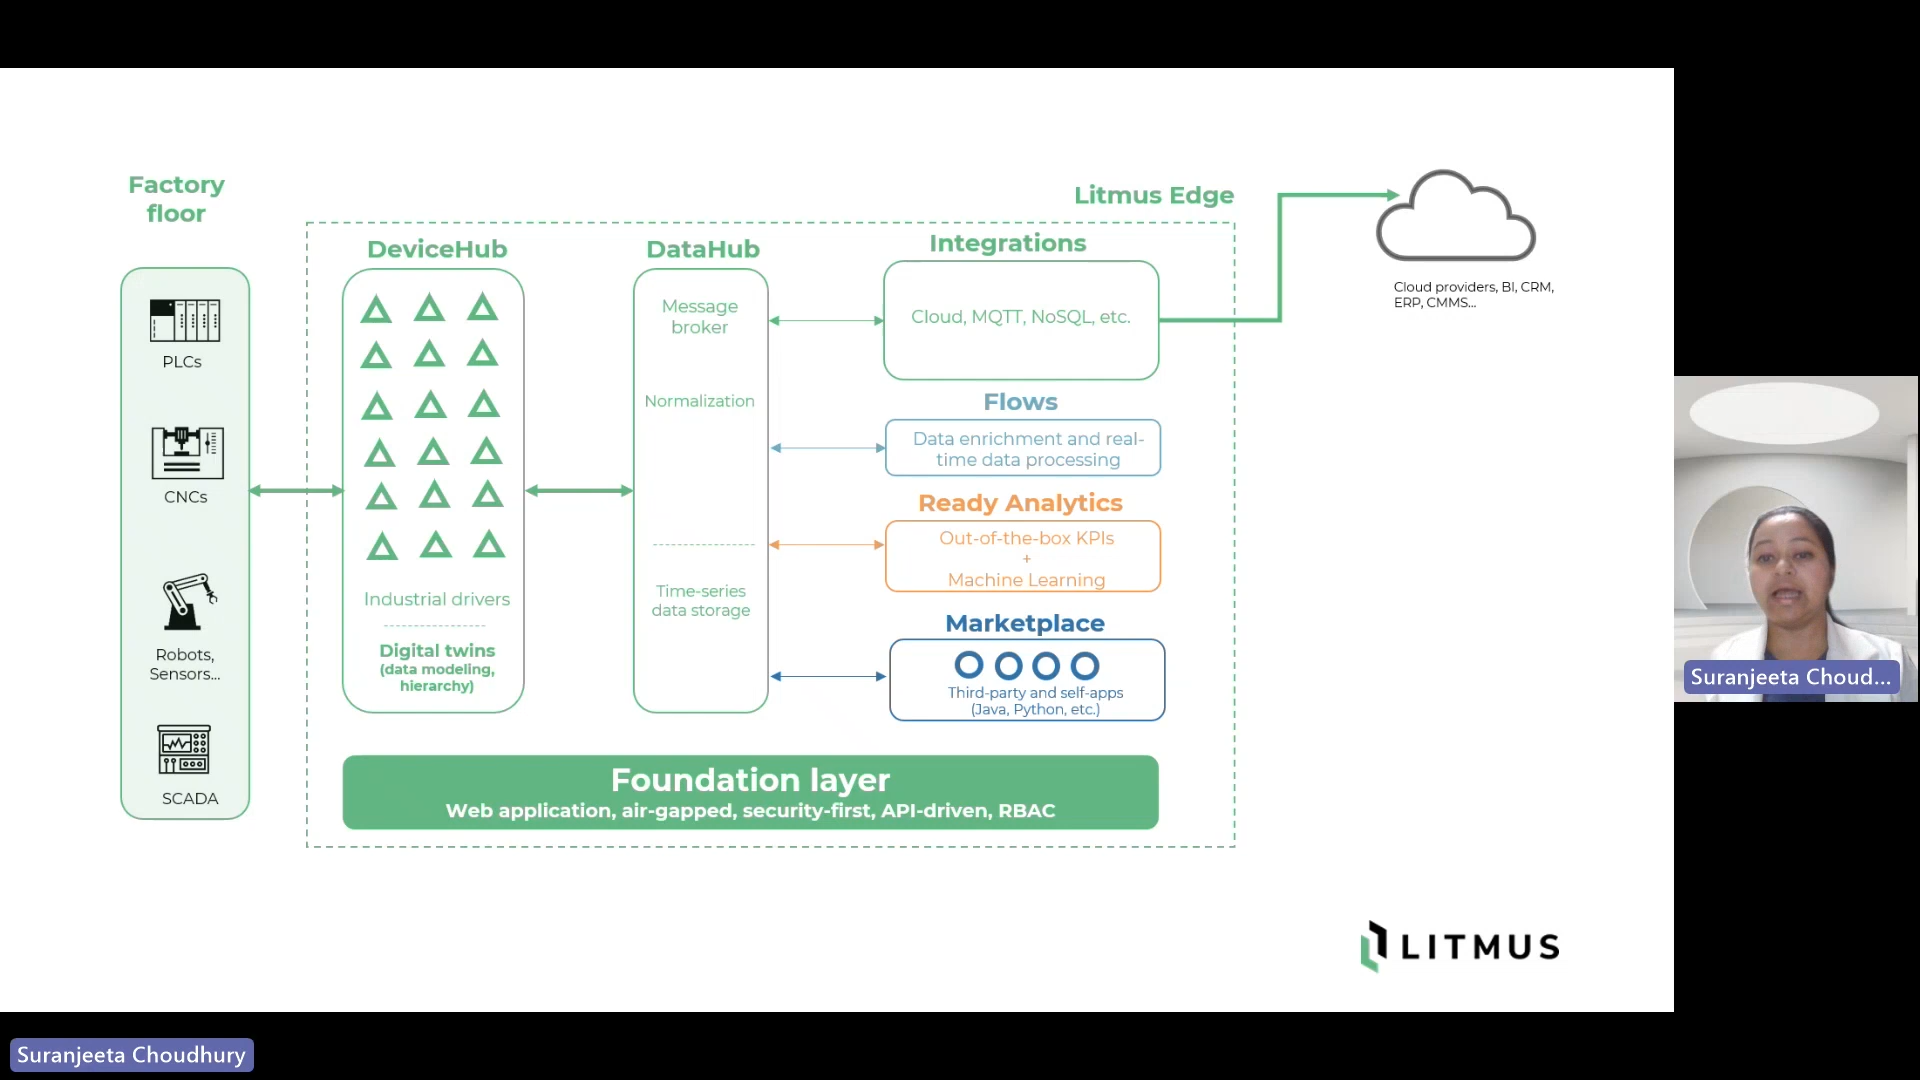 Factory
floor
PLCs
CNCs
Robots,
Sensors...
SCADA
Litmus Edge
DeviceHub
Industrial drivers
Digital twins
(data modeling,
hierarchy)
DataHub
Message
broker
Normalization
Time-series
data storage
Integrations
Cloud, MQTT, NoSQL, etc.
Flows
Data enrichment and real-
time data processing
Ready Analytics
Out-of-the-box KPIs
+
Machine Learning
Marketplace
Third-party and self-apps
(Java, Python, etc.)
Foundation layer
Web application, air-gapped, security-first, API-driven, RBAC
Cloud providers, BI, CRM,
ERP, CMMS...
LITMUS
Suranjeeta Choud...
Suranjeeta Choudhury